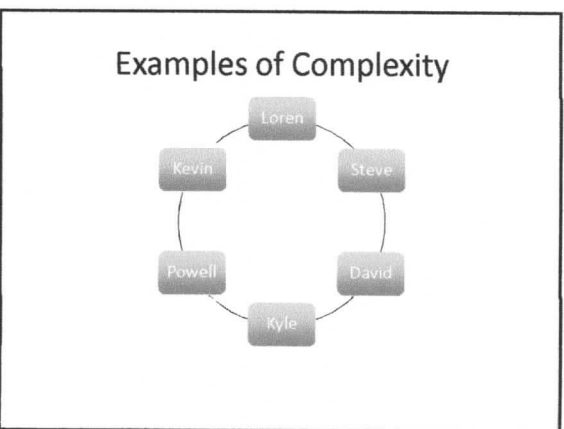 Examples of Complexity
Loren
Steve
David
Kyle
Powell
Kevin